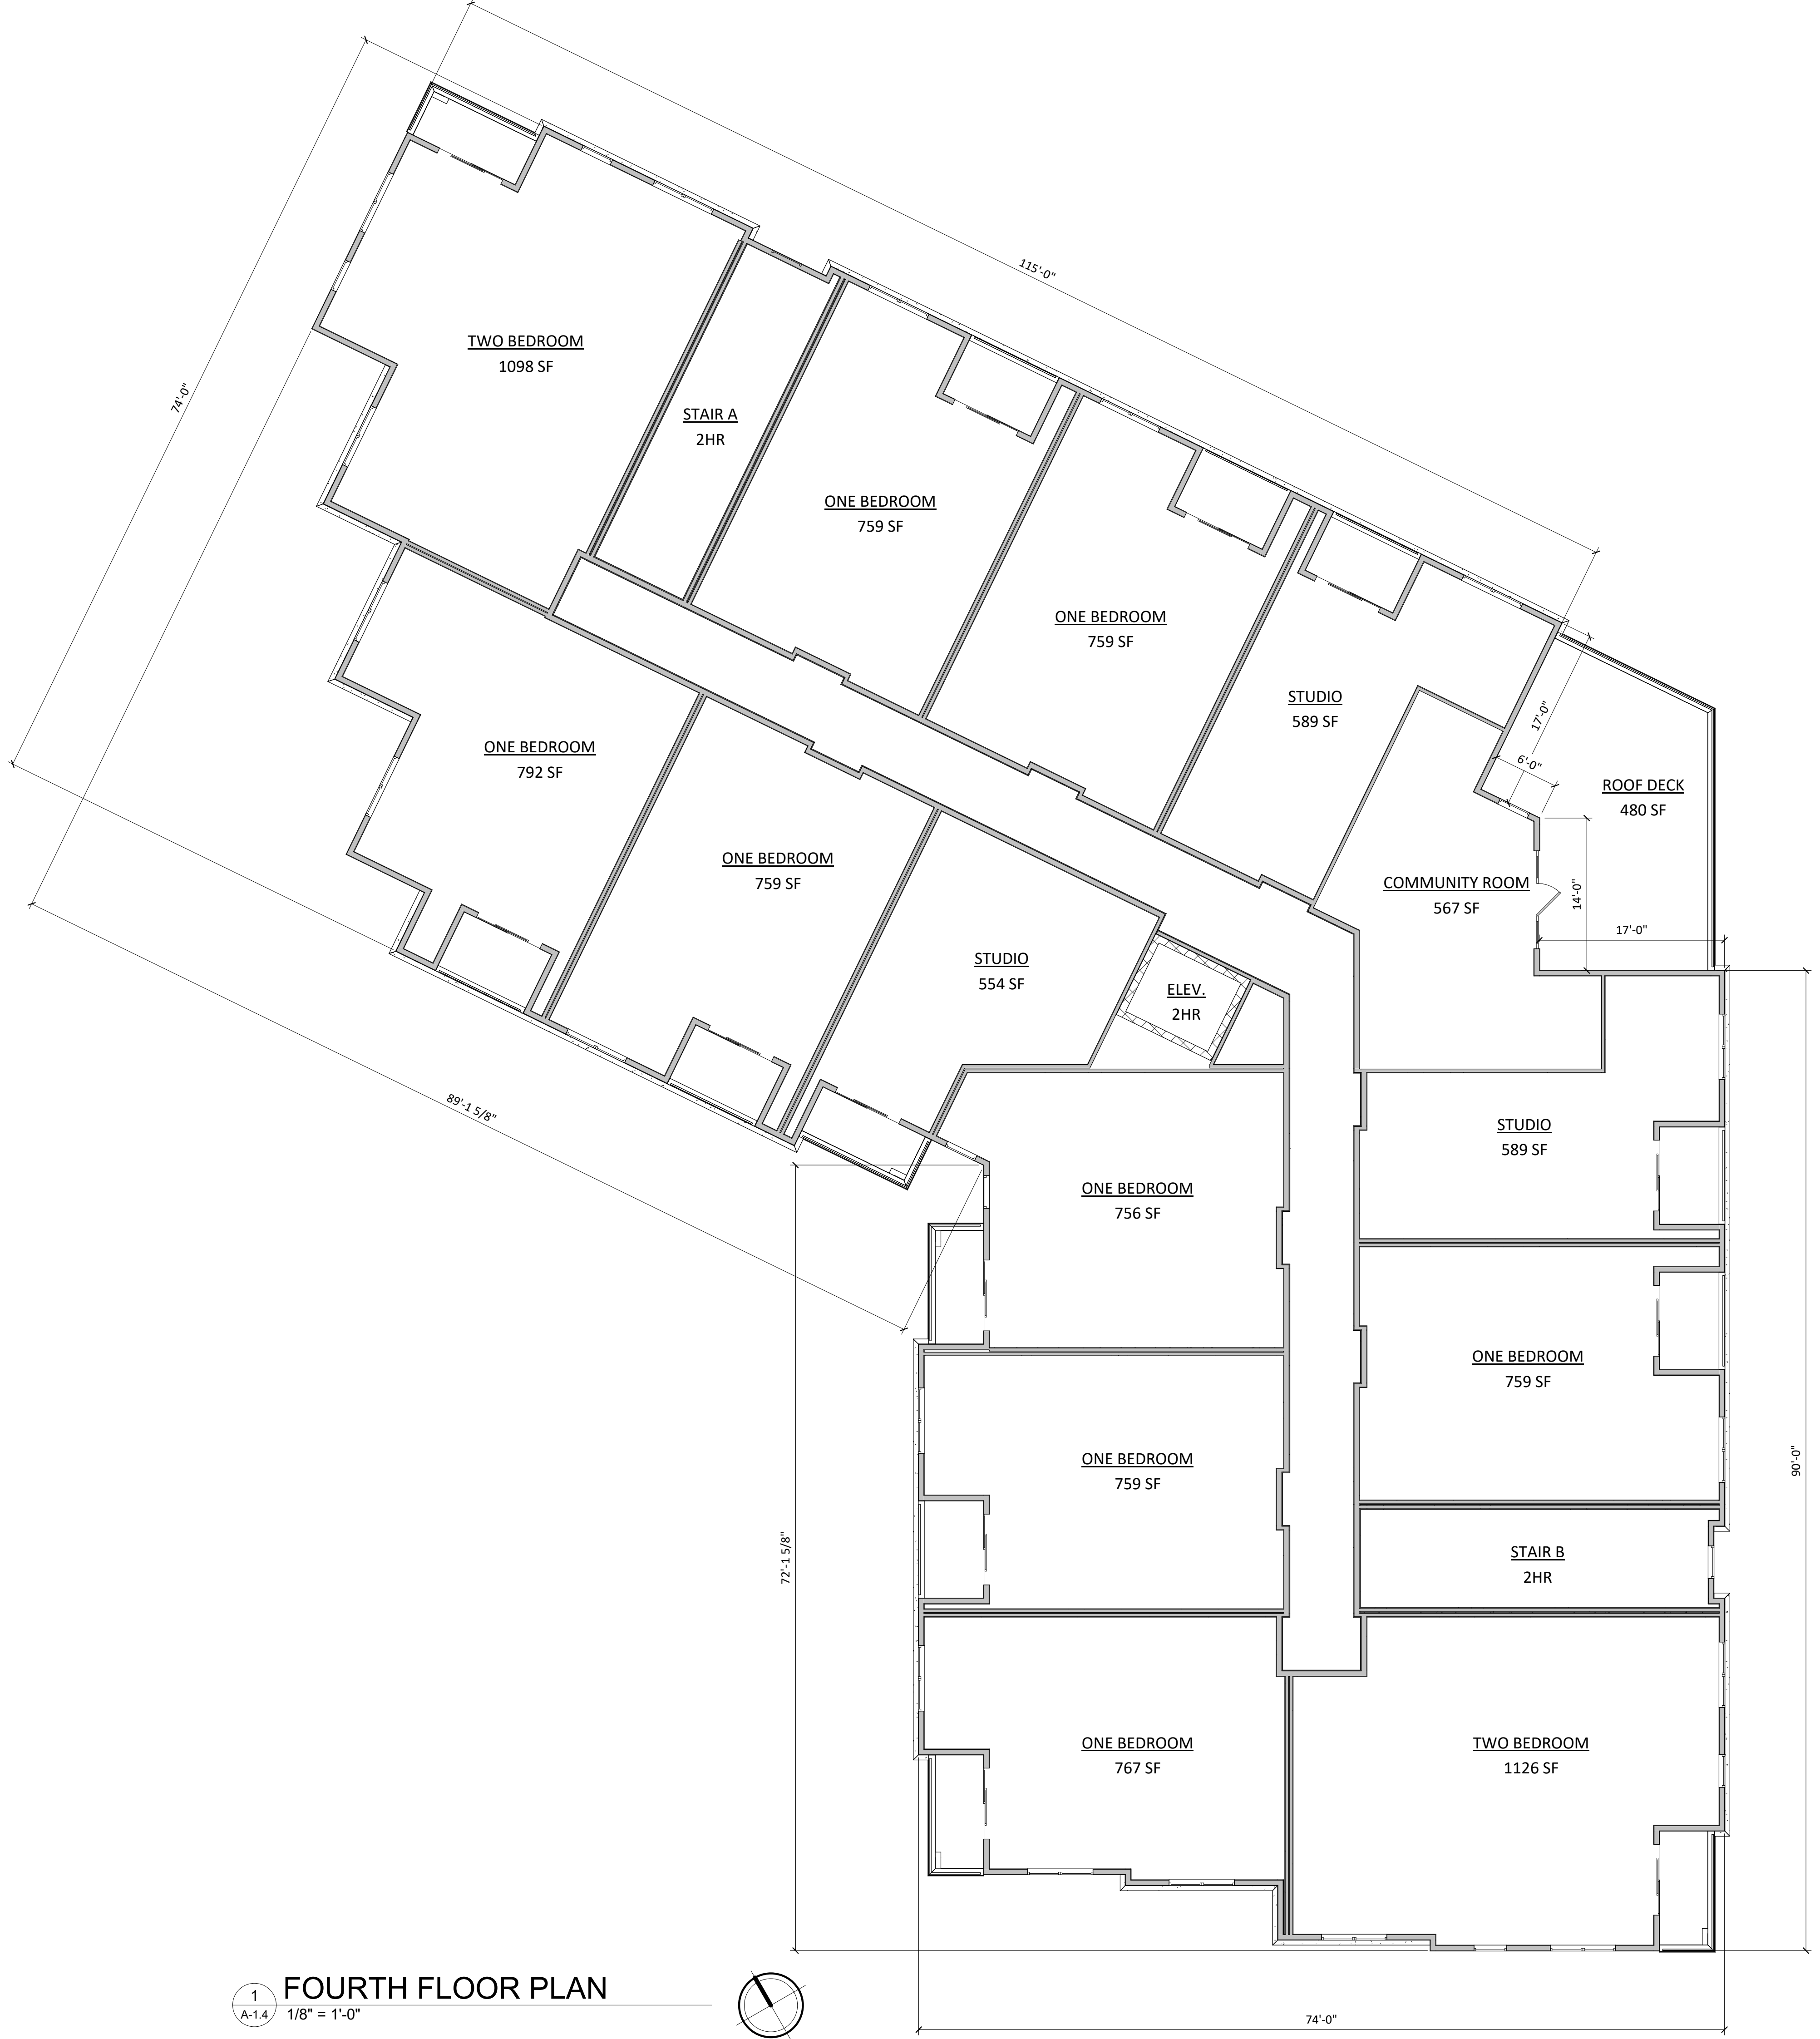 115'-0"
74'-0"
TWO BEDROOM
1098 SF
STAIR A
2HR
ONE BEDROOM
759 SF
ONE BEDROOM
759 SF
STUDIO
589 SF
17'-0"
6'-0"
ROOF DECK
480 SF
ONE BEDROOM
792 SF
ONE BEDROOM
759 SF
COMMUNITY ROOM
567 SF
14'-0"
17'-0"
STUDIO
554 SF
ELEV.
2HR
89'-1 5/8"
STUDIO
589 SF
ONE BEDROOM
756 SF
ONE BEDROOM
759 SF
ONE BEDROOM
759 SF
90'-0"
72'-1 5/8"
STAIR B
2HR
ONE BEDROOM
767 SF
TWO BEDROOM
1126 SF
1
A-1.4
FOURTH FLOOR PLAN
1/8" = 1'-0"
74'-0"